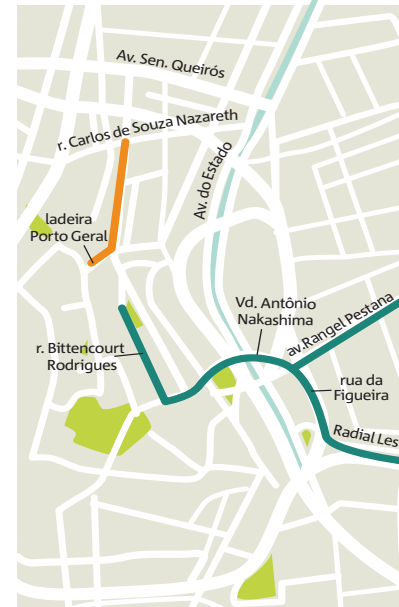 Av. Sen. Queirós
r. Carlos de Souza Nazareth
Av. do Estado
ladeira
Porto Geral
Vd. Antônio
Nakashima
av.Rangel Pestana
r. Bittencourt
Rodrigues
rua da
Figueira
Radial Les